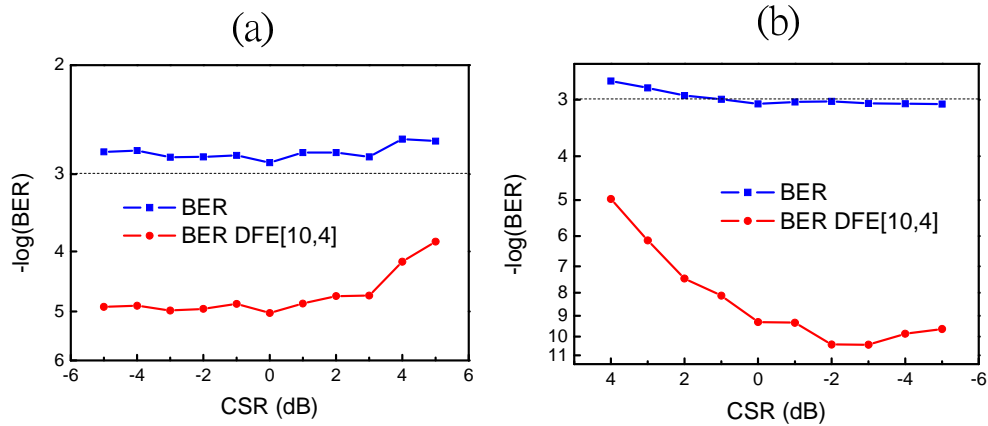 (a)
2
3
4
5
6
-log(BER)
BER
BER DFE[10,4]
-6 -4 -2 0 2 4 6
CSR (dB)
(b)
3
4
5
6
7
8
9
10
11
-log(BER)
BER
BER DFE[10,4]
4 2 0 -2 -4 -6
CSR (dB)